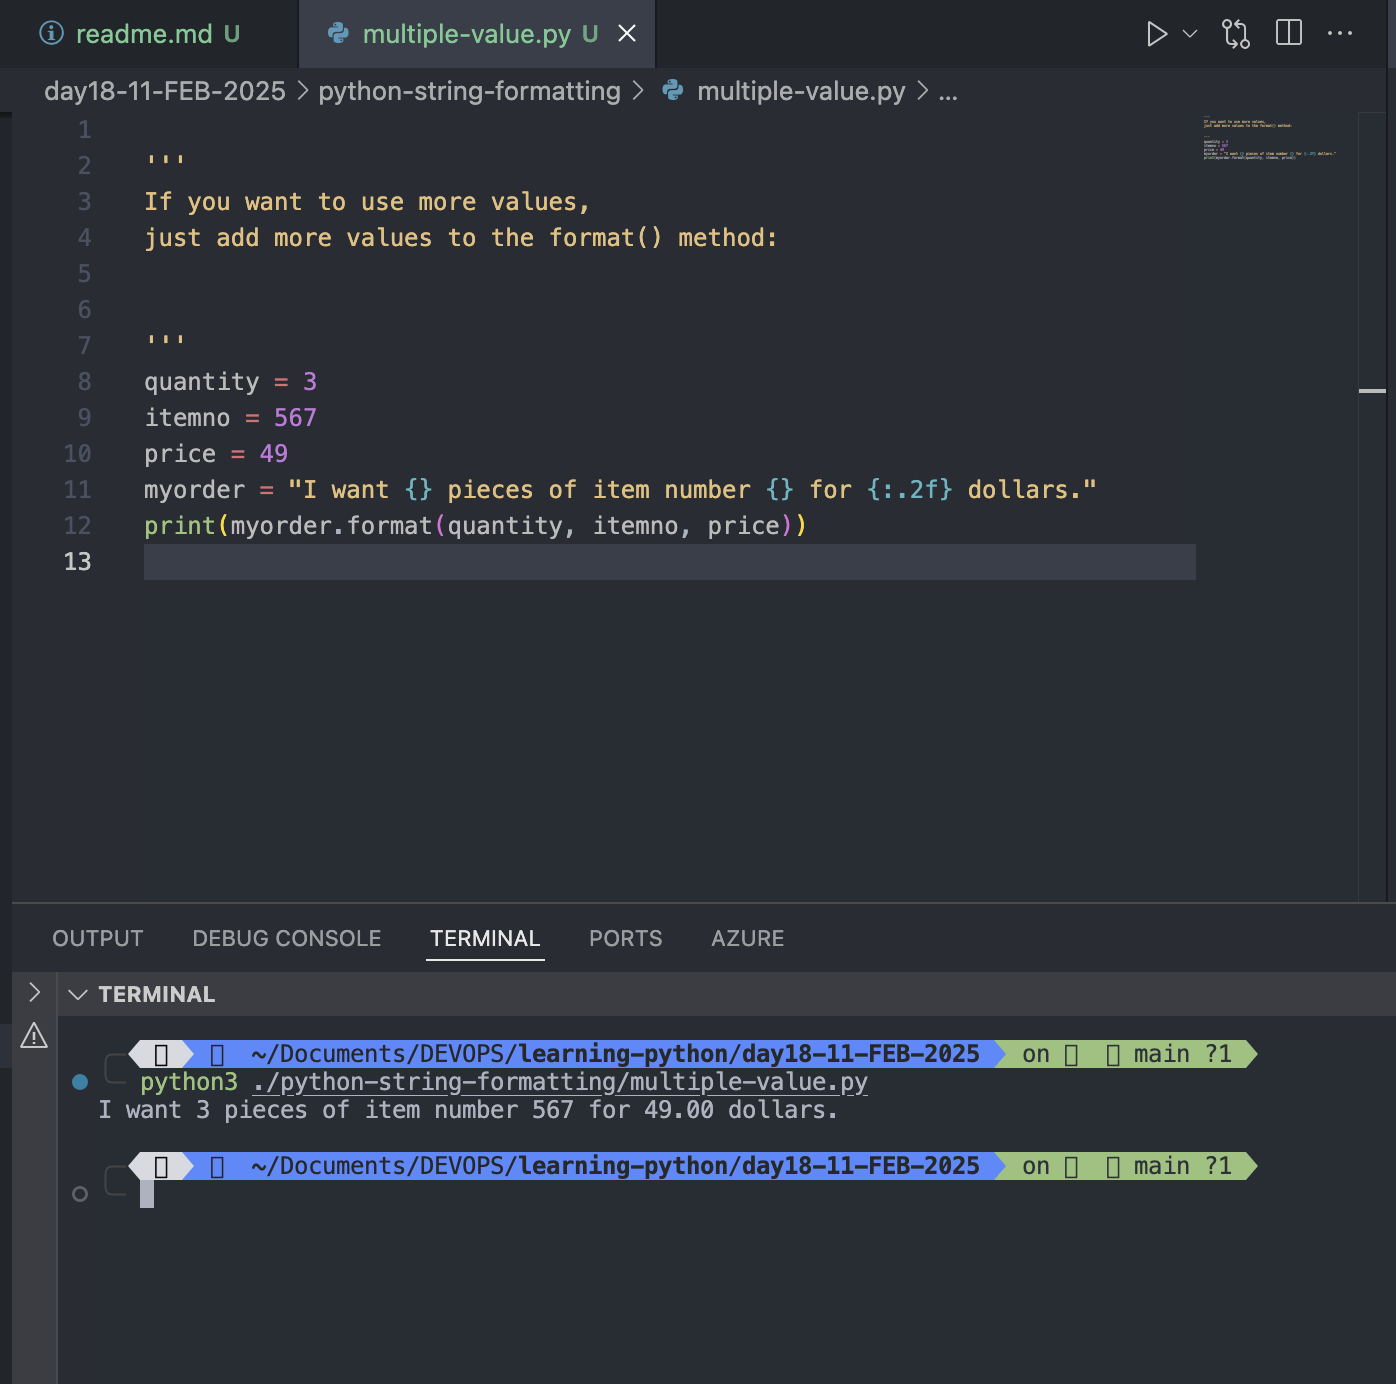 readme.md U
multiple-value.py U
day18-11-FEB-2025 > python-string-formatting > multiple-value.py > ...
1
2 '''
3 If you want to use more values,
4 just add more values to the format() method:
5
6
7 '''
8 quantity = 3
9 itemno = 567
10 price = 49
11 myorder = "I want {} pieces of item number {} for {:.2f} dollars."
12 print(myorder.format(quantity, itemno, price))
13
OUTPUT DEBUG CONSOLE TERMINAL PORTS AZURE
TERMINAL
~/Documents/DEVOPS/learning-python/day18-11-FEB-2025 on main ?1
python3 ./python-string-formatting/multiple-value.py
I want 3 pieces of item number 567 for 49.00 dollars.
~/Documents/DEVOPS/learning-python/day18-11-FEB-2025 on main ?1